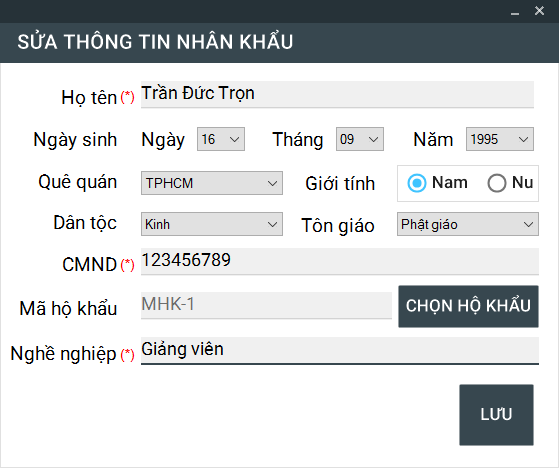 SỬA THÔNG TIN NHÂN KHẨU
Họ tên (*) Trần Đức Trọn
Ngày sinh Ngày 16 Tháng 09 Năm 1995
Quê quán TPHCM Giới tính Nam Nu
Dân tộc Kinh Tôn giáo Phật giáo
CMND (*) 123456789
Mã hộ khẩu MHK-1 CHỌN HỘ KHẨU
Nghề nghiệp (*) Giảng viên
LƯU